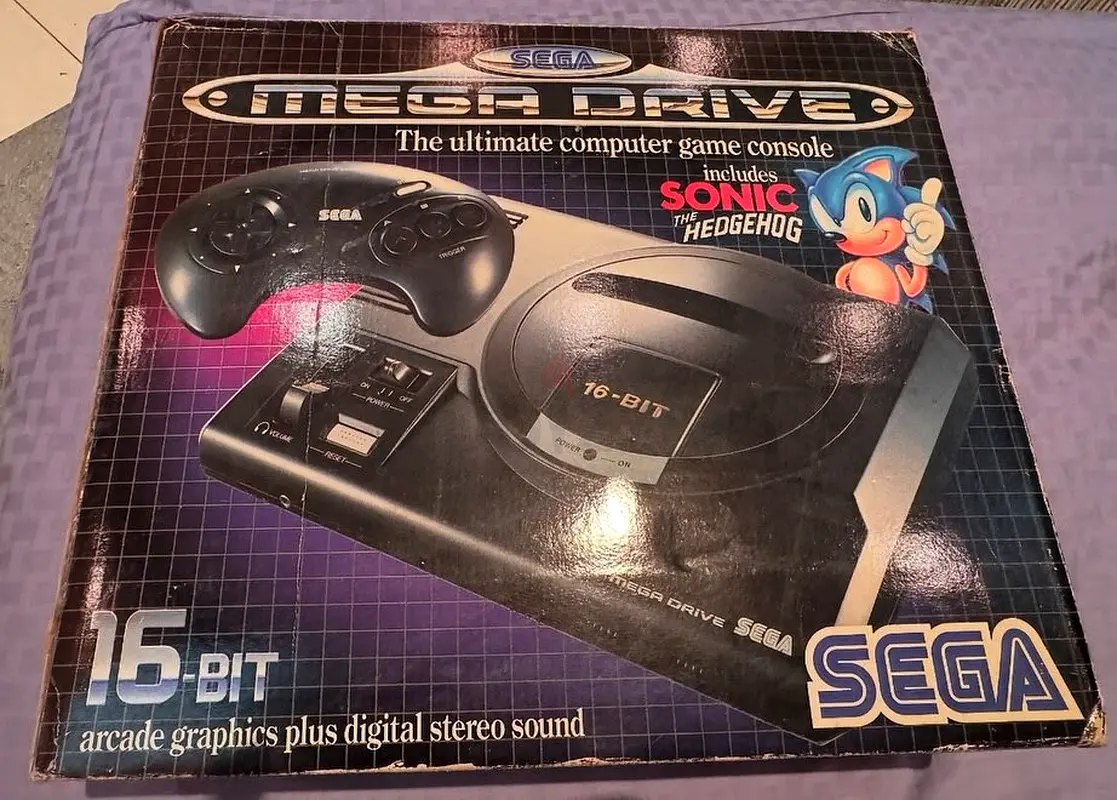 SEGA
MEGA DRIVE
The ultimate computer game console
includes
SONIC
THE
HEDGEHOG
SEGA
TRIGGER
ON
OFF
POWER
VOLUME
RESET
16-BIT
POWER
ON
MEGA DRIVE SEGA
16-BIT
arcade graphics plus digital stereo sound
SEGA